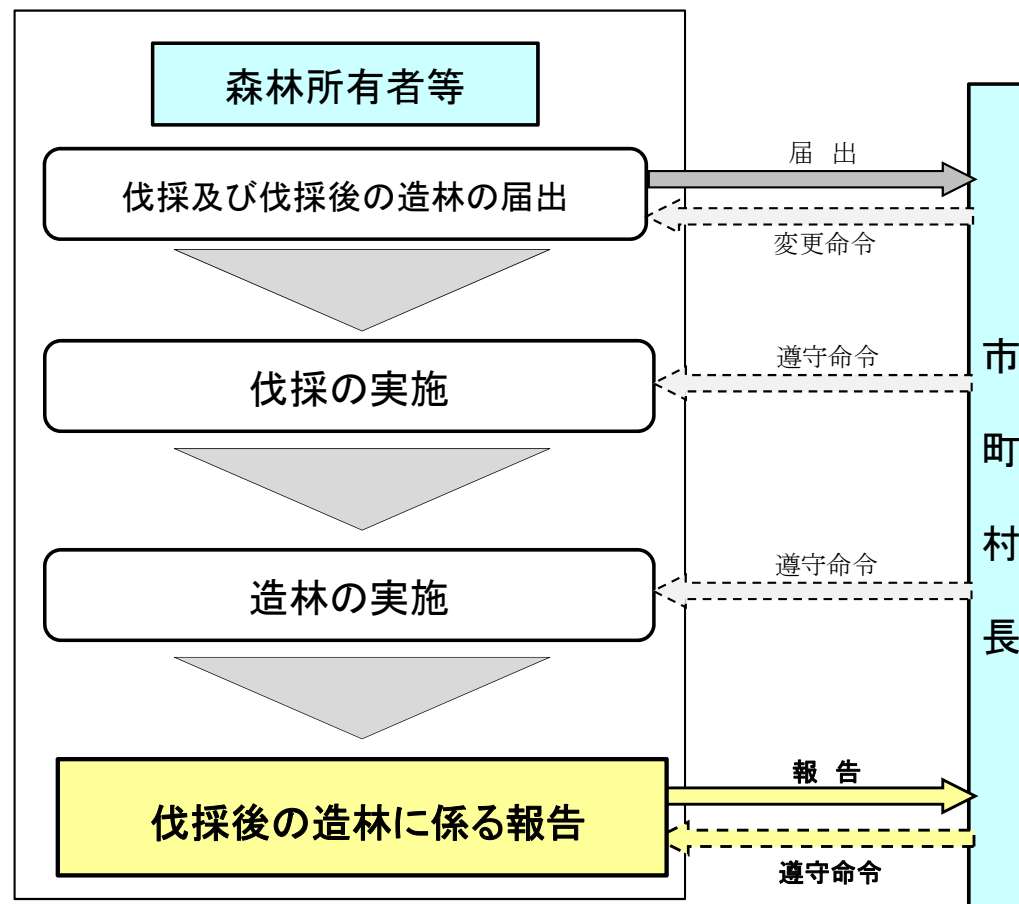 森林所有者等
伐採及び伐採後の造林の届出
届 出
変更命令
伐採の実施
遵守命令
造林の実施
遵守命令
伐採後の造林に係る報告
報 告
遵守命令
市町村長